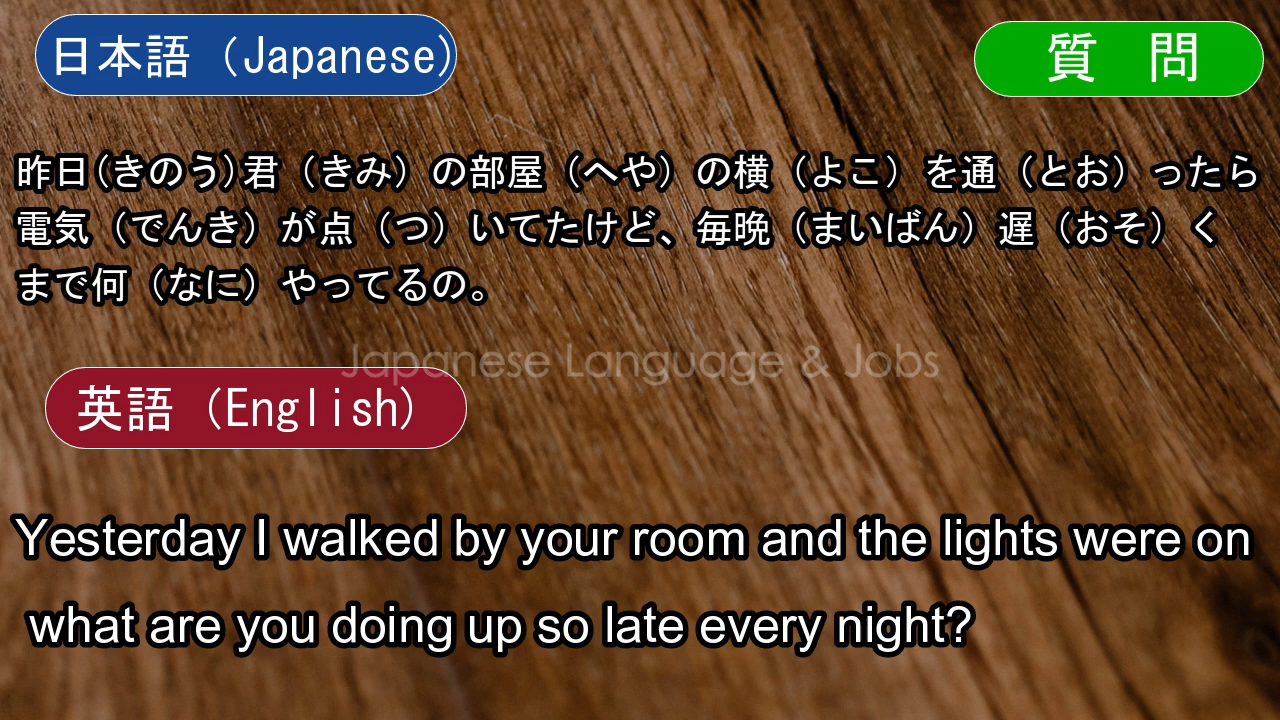 日本語（Japanese)
質　問
昨日(きのう)君（きみ）の部屋（へや）の横（よこ）を通（とお）ったら
電気（でんき）が点（つ）いてたけど、毎晩（まいばん）遅（おそ）く
まで何（なに）やってるの。
Japanese Language & Jobs
英語（English)
Yesterday I walked by your room and the lights were on
what are you doing up so late every night?